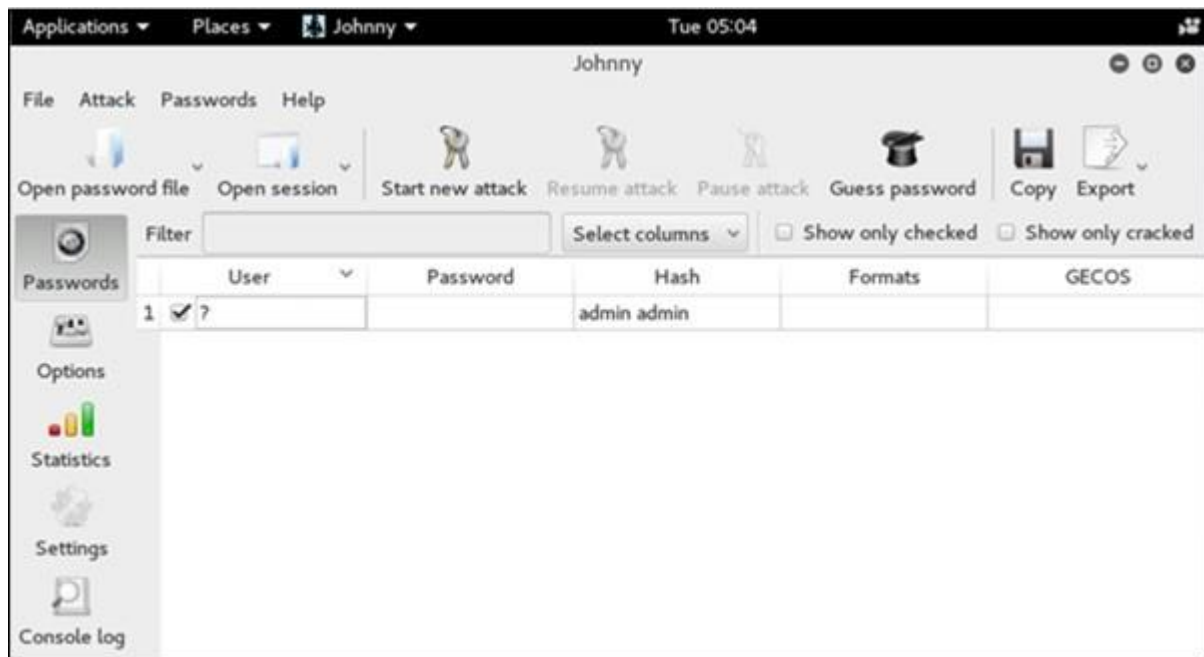 Applications Places Johnny Tue 05:04
Johnny
File Attack Passwords Help
Open password file Open session Start new attack Resume attack Pause attack Guess password Copy Export
Passwords
Filter Select columns Show only checked Show only cracked
User Password Hash Formats GECOS
1 ? admin admin
Options
Statistics
Settings
Console log